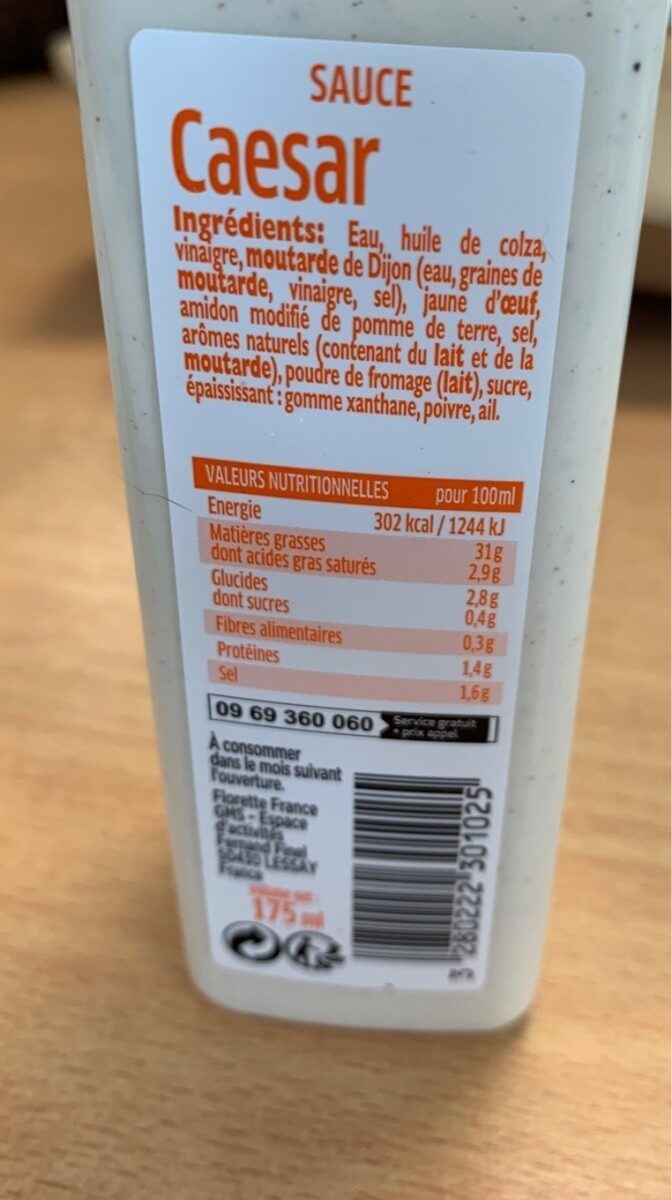 SAUCE
Caesar
Ingrédients: Eau, huile de colza,
vinaigre, moutarde de Dijon (eau, graines de
moutarde, vinaigre, sel), jaune d'œuf,
amidon modifié de pomme de terre, sel,
arômes naturels (contenant du lait et de la
moutarde), poudre de fromage (lait), sucre,
épaississant : gomme xanthane, poivre, ail.
VALEURS NUTRITIONNELLES pour 100ml
Energie 302 kcal / 1244 kJ
Matières grasses 31g
dont acides gras saturés 2,9g
Glucides 2,8g
dont sucres 0,4g
Fibres alimentaires 0,3g
Protéines 1,4g
Sel 1,6g
09 69 360 060 Service gratuit
+ prix appel
À consommer
dans le mois suivant
l'ouverture.
Florette France
GMS - Espace
d'activités
Fernand Finel
50430 LESSAY
France
175 ml
3 280222 301025